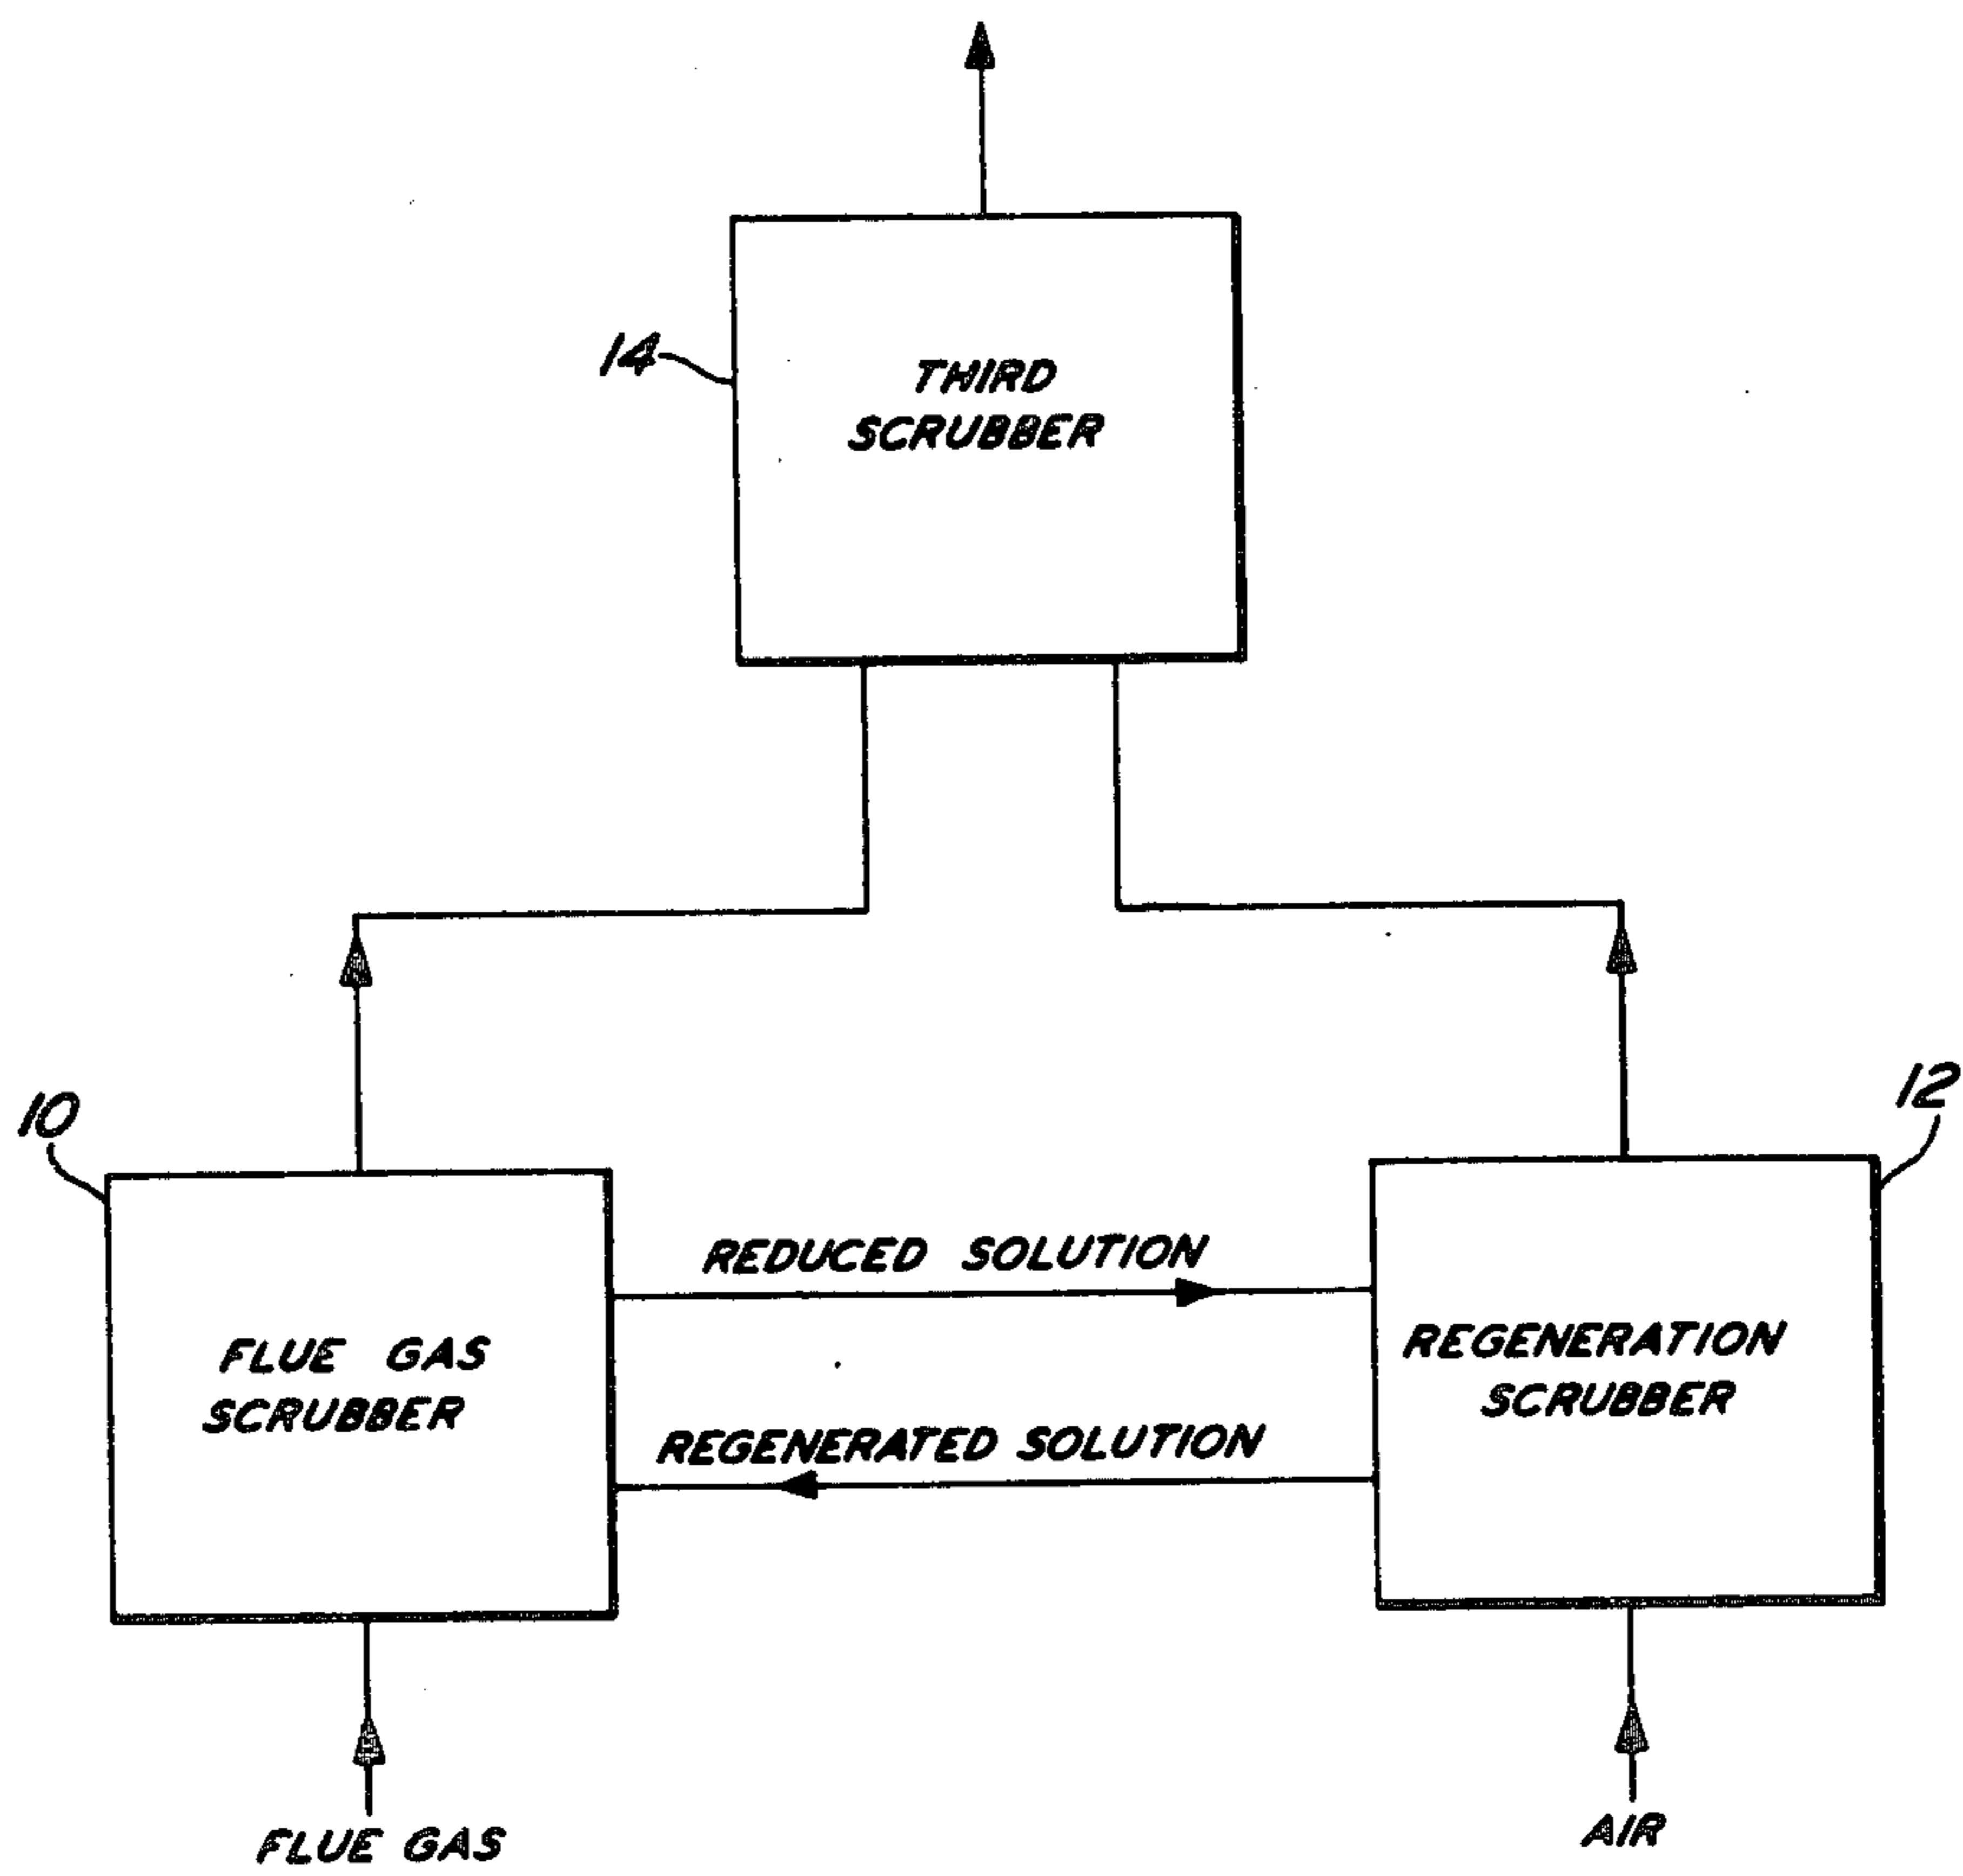 14
THIRD
SCRUBBER
10
12
REDUCED SOLUTION
FLUE GAS
SCRUBBER
REGENERATION
SCRUBBER
REGENERATED SOLUTION
FLUE GAS
AIR